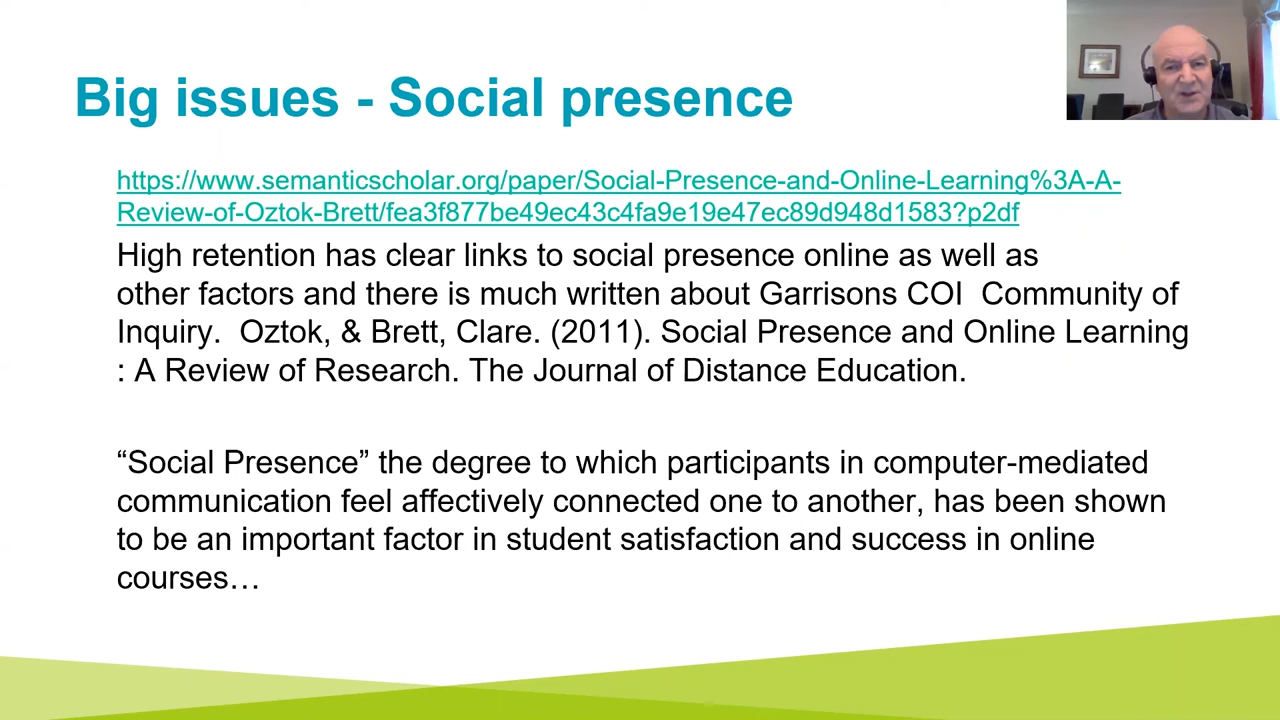 Big issues - Social presence
https://www.semanticscholar.org/paper/Social-Presence-and-Online-Learning%3A-A-
Review-of-Oztok-Brett/fea3f877be49ec43c4fa9e19e47ec89d948d1583?p2df
High retention has clear links to social presence online as well as
other factors and there is much written about Garrisons COI  Community of
Inquiry.  Oztok, & Brett, Clare. (2011). Social Presence and Online Learning
: A Review of Research. The Journal of Distance Education.
“Social Presence” the degree to which participants in computer-mediated
communication feel affectively connected one to another, has been shown
to be an important factor in student satisfaction and success in online
courses…